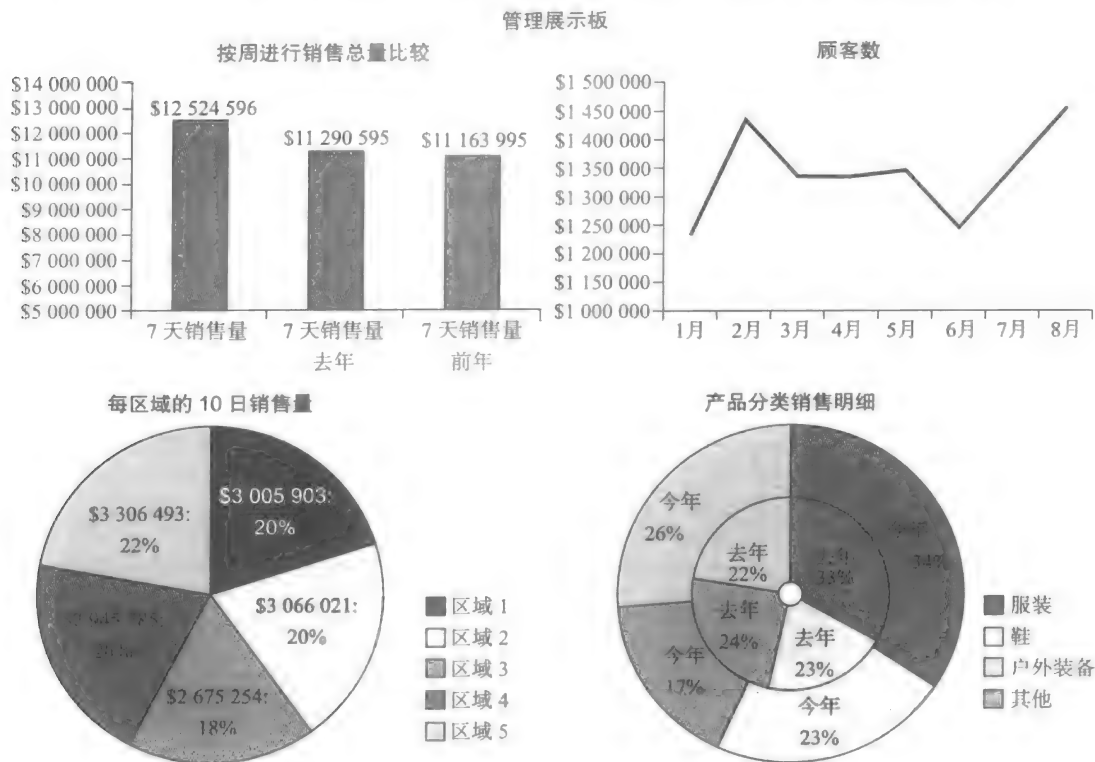 管理展示板
按周进行销售总量比较
$14 000 000
$13 000 000
$12 000 000
$11 000 000
$10 000 000
$9 000 000
$8 000 000
$7 000 000
$6 000 000
$5 000 000
$12 524 596
$11 290 595
$11 163 995
7 天销售量
7 天销售量
去年
7 天销售量
前年
顾客数
$1 500 000
$1 450 000
$1 400 000
$1 350 000
$1 300 000
$1 250 000
$1 200 000
$1 150 000
$1 000 000
1月
2月
3月
4月
5月
6月
7月
8月
每区域的 10 日销售量
$3 005 903:
20%
$3 066 021:
20%
$2 675 254:
18%
$3 306 493:
22%
区域 1
区域 2
区域 3
区域 4
区域 5
产品分类销售明细
今年
34%
今年
23%
今年
17%
今年
26%
33%
去年
23%
去年
24%
去年
22%
服装
鞋
户外装备
其他